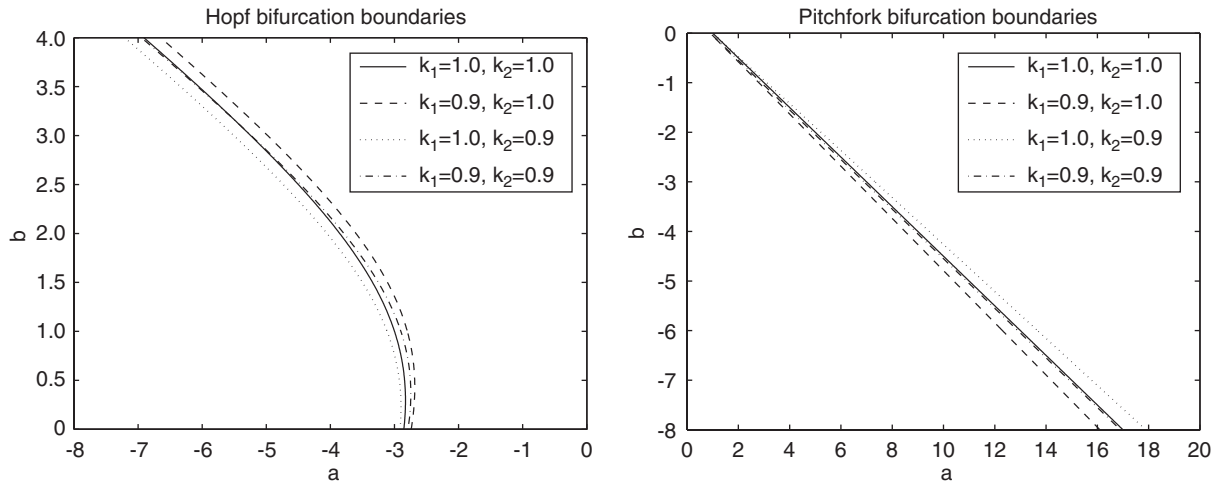 Hopf bifurcation boundaries
4.0
3.5
3.0
2.5
2.0
1.5
1.0
0.5
0
b
-8 -7 -6 -5 -4 -3 -2 -1 0
a
k1=1.0, k2=1.0
k1=0.9, k2=1.0
k1=1.0, k2=0.9
k1=0.9, k2=0.9
Pitchfork bifurcation boundaries
0
-1
-2
-3
-4
-5
-6
-7
-8
b
0 2 4 6 8 10 12 14 16 18 20
a
k1=1.0, k2=1.0
k1=0.9, k2=1.0
k1=1.0, k2=0.9
k1=0.9, k2=0.9